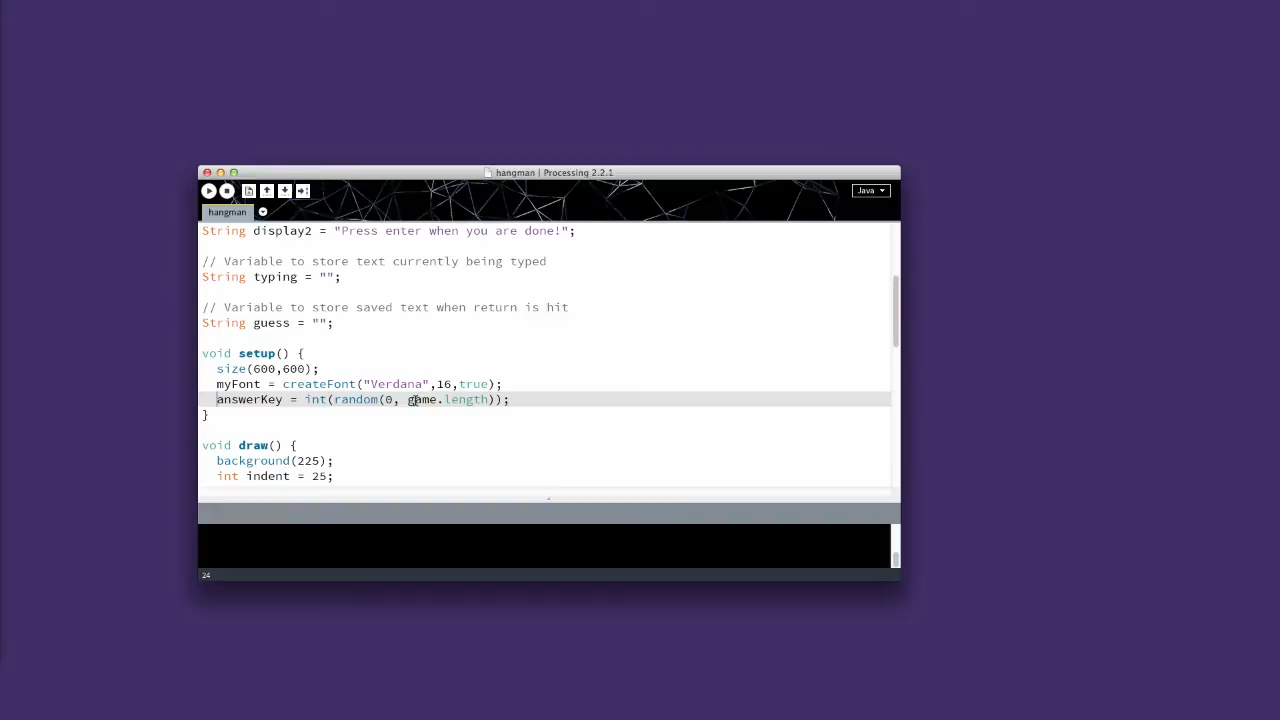 hangman | Processing 2.2.1
Java
hangman
String display2 = "Press enter when you are done!";
// Variable to store text currently being typed
String typing = "";
// Variable to store saved text when return is hit
String guess = "";
void setup() {
size(600,600);
myFont = createFont("Verdana",16,true);
answerKey = int(random(0, game.length));
}
void draw() {
background(225);
int indent = 25;
24